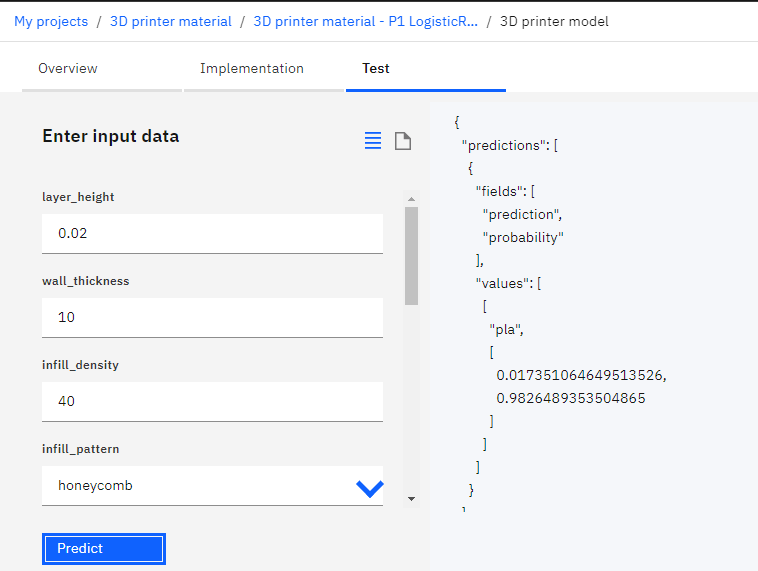 My projects / 3D printer material / 3D printer material - P1 LogisticR... / 3D printer model
Overview Implementation Test
Enter input data
layer_height
0.02
wall_thickness
10
infill_density
40
infill_pattern
honeycomb
Predict
{
"predictions": [
{
"fields": [
"prediction",
"probability"
],
"values": [
[
"pla",
[
0.017351064649513526,
0.9826489353504865
]
]
]
}
]